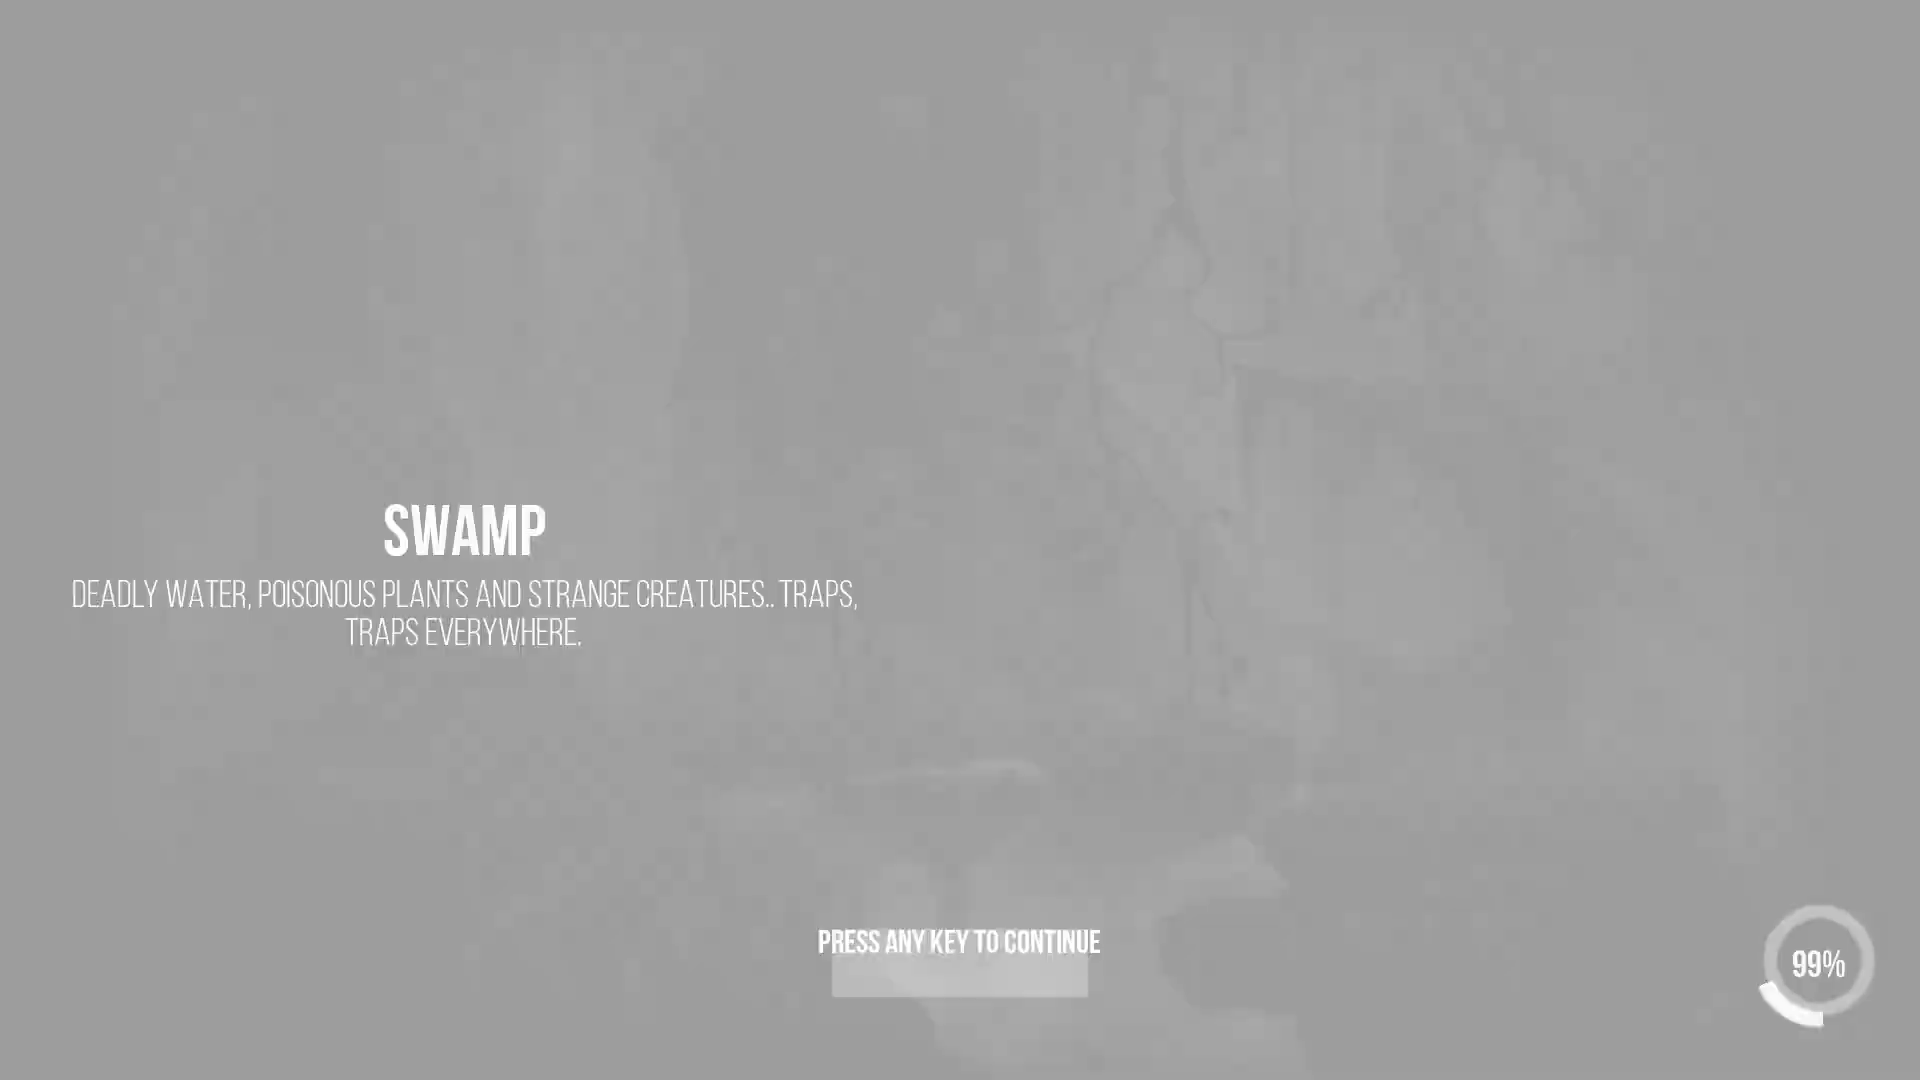 SWAMP
DEADLY WATER, POISONOUS PLANTS AND STRANGE CREATURES.. TRAPS,
TRAPS EVERYWHERE.
PRESS ANY KEY TO CONTINUE
99%